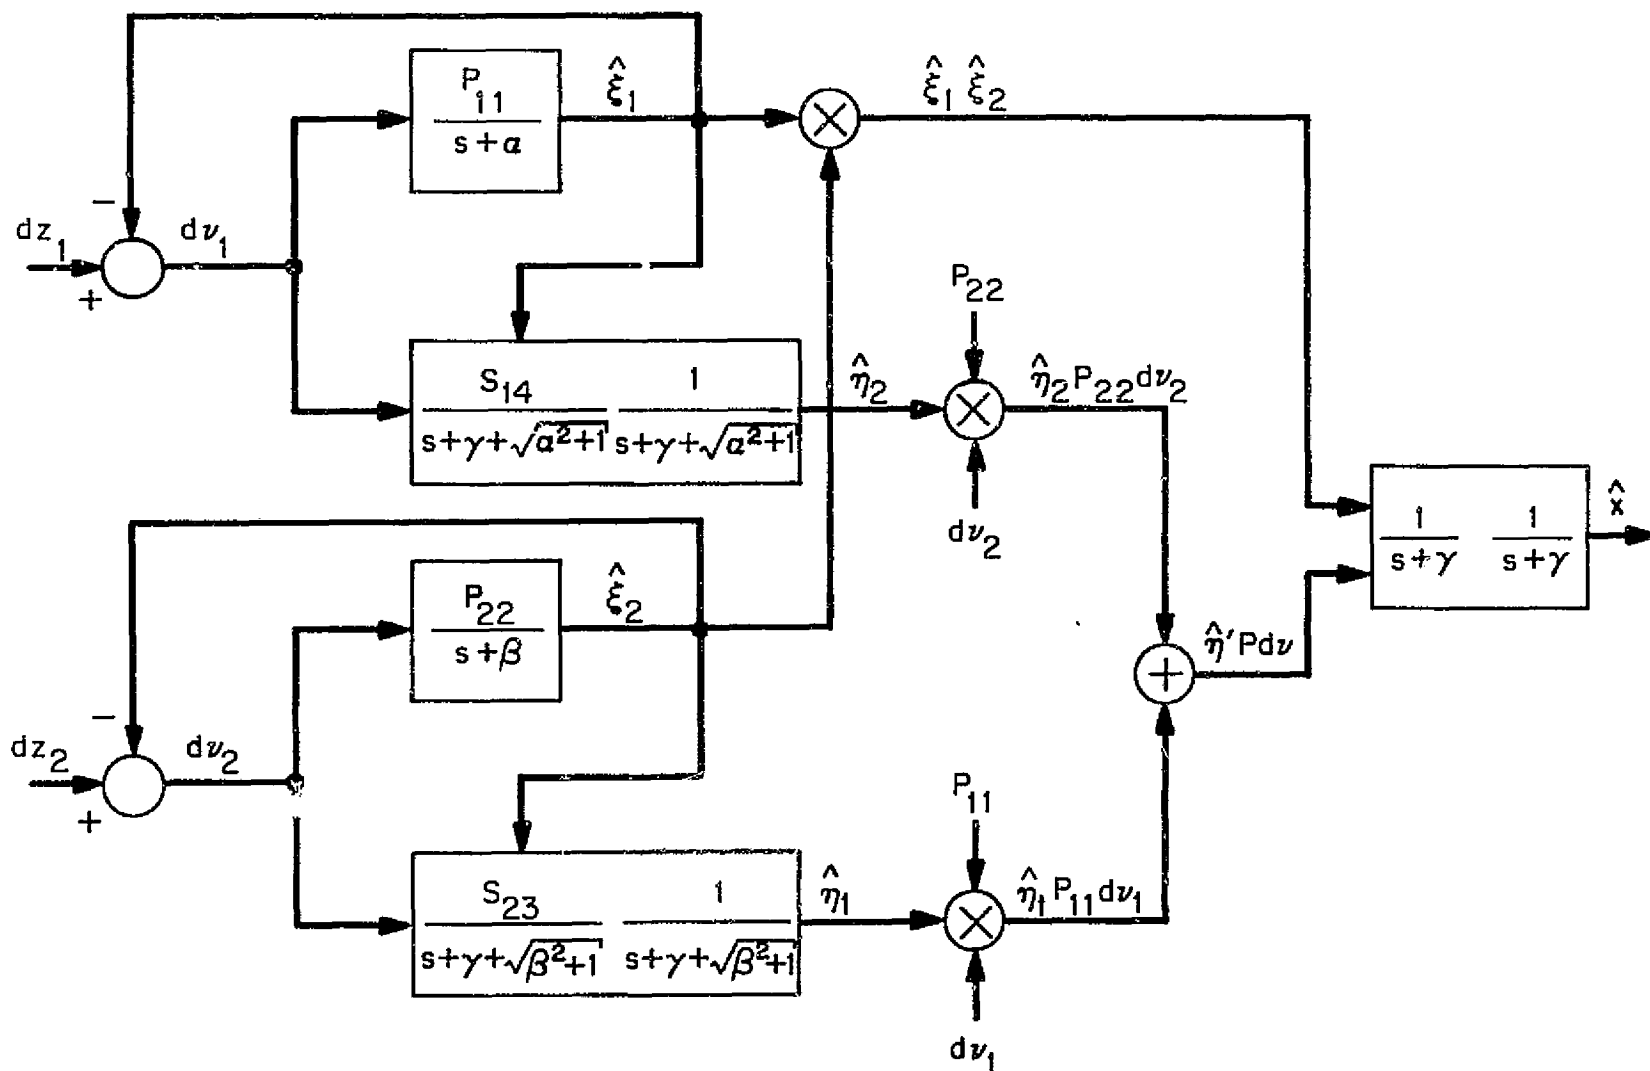 P₁₁
s + α
ξ̂₁
ξ̂₁ ξ̂₂
−
dz₁
+
dν₁
P₂₂
S₁₄ 1
s+γ+√α²+1 s+γ+√α²+1
η̂₂
η̂₂P₂₂dν₂
dν₂
1 1
s+γ s+γ
x̂
P₂₂
s + β
ξ̂₂
η̂′Pdν
+
−
dz₂
+
dν₂
P₁₁
S₂₃ 1
s+γ+√β²+1 s+γ+√β²+1
η̂₁
η̂₁P₁₁dν₁
dν₁